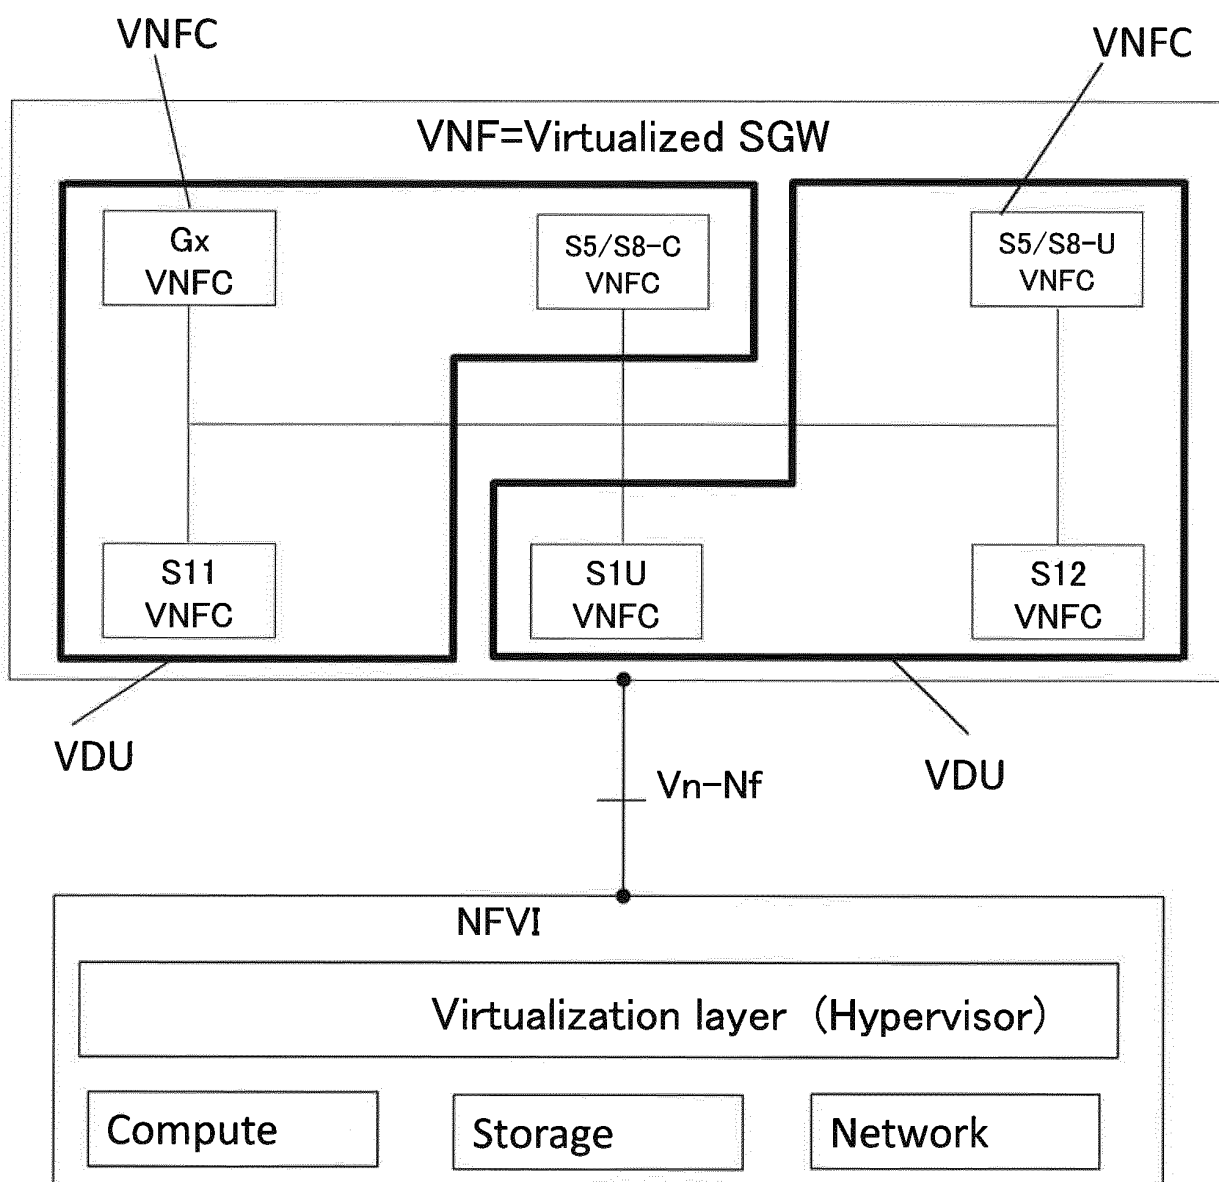 VNFC
VNFC
VNF=Virtualized SGW
Gx
VNFC
S5/S8-C
VNFC
S5/S8-U
VNFC
S11
VNFC
S1U
VNFC
S12
VNFC
VDU
VDU
Vn-Nf
NFVI
Virtualization layer (Hypervisor)
Compute
Storage
Network